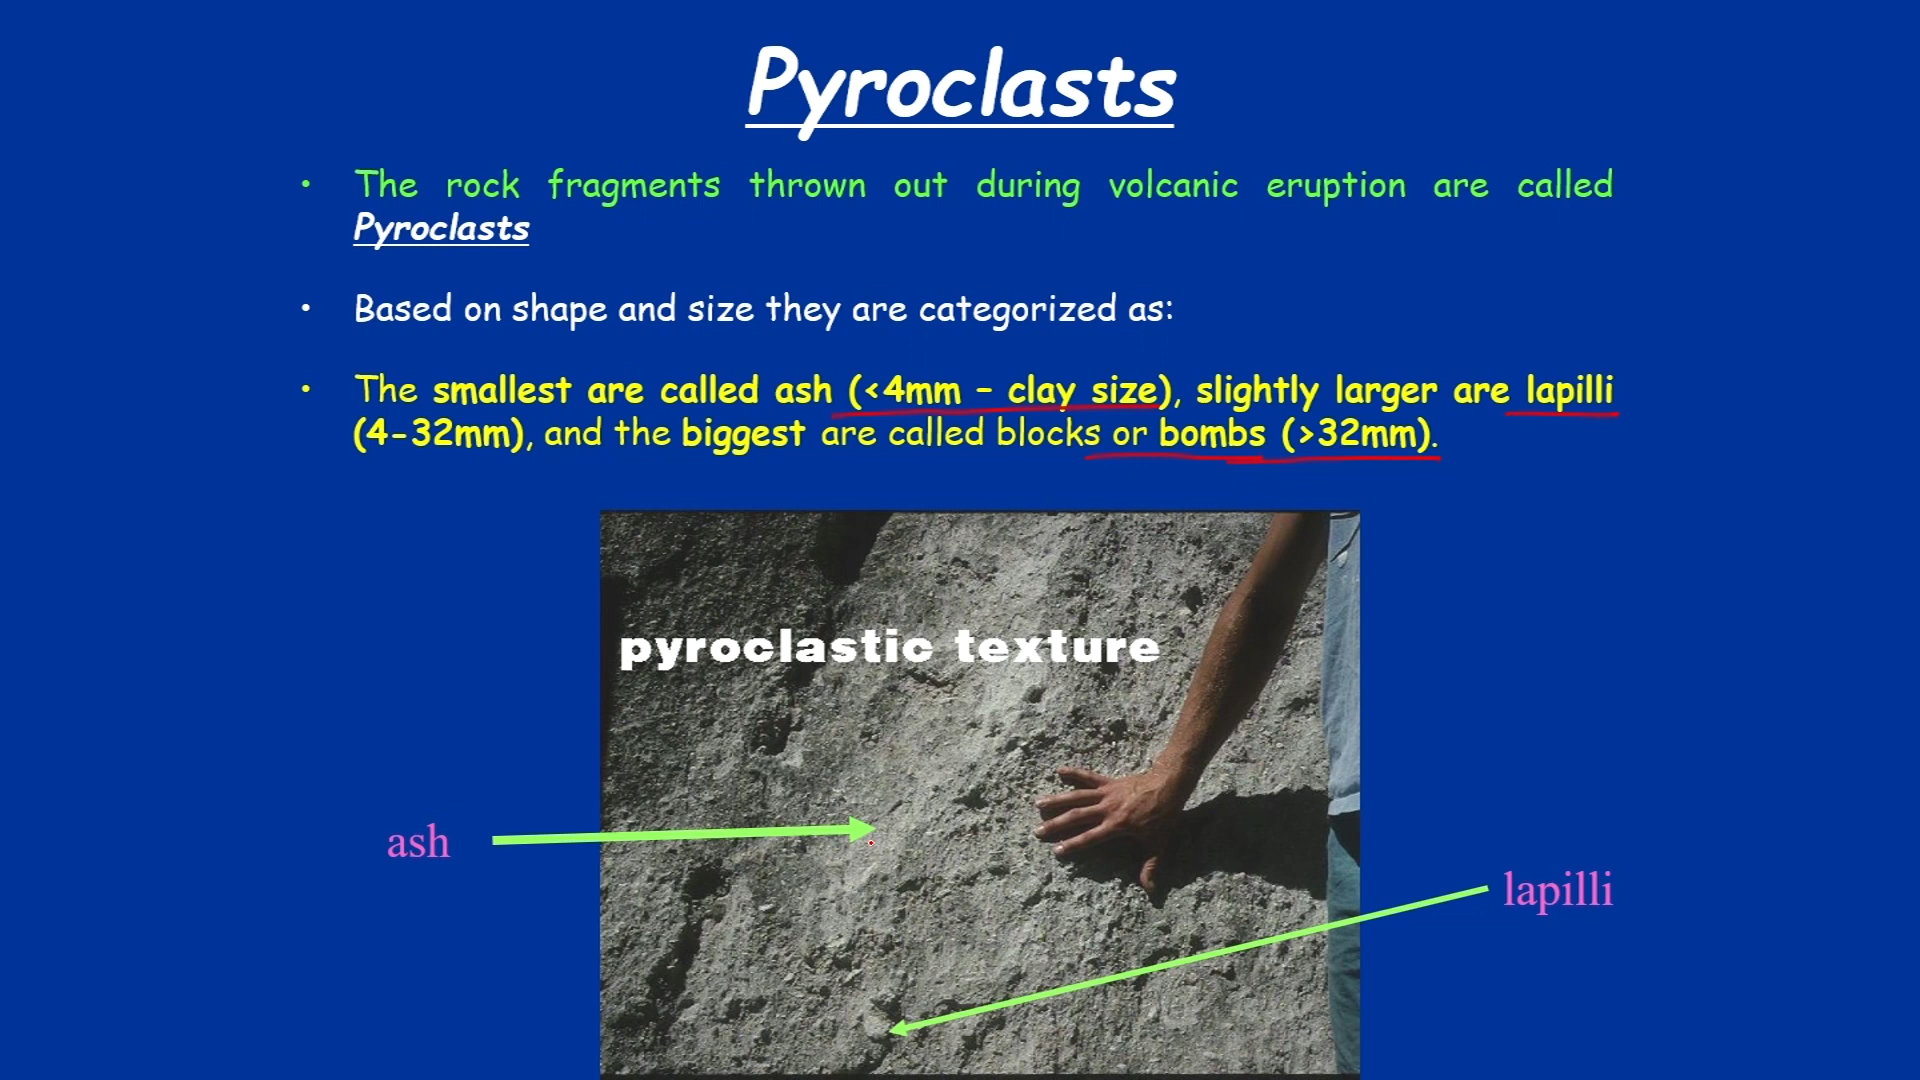 Pyroclasts
• The rock fragments thrown out during volcanic eruption are called
Pyroclasts
• Based on shape and size they are categorized as:
• The smallest are called ash (<4mm – clay size), slightly larger are lapilli
(4-32mm), and the biggest are called blocks or bombs (>32mm).
pyroclastic texture
ash
lapilli